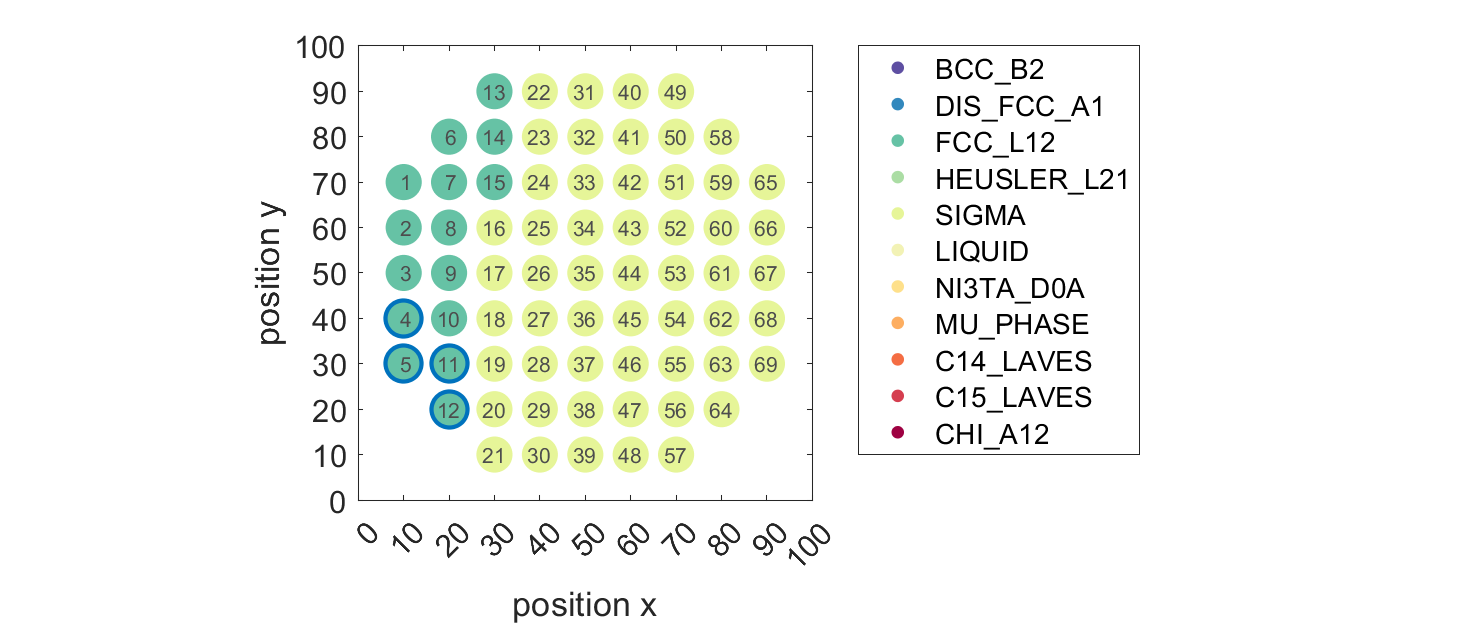 100
90
80
70
60
50
40
30
20
10
0
position y
13 22 31 40 49
6 14 23 32 41 50 58
1 7 15 24 33 42 51 59 65
2 8 16 25 34 43 52 60 66
3 9 17 26 35 44 53 61 67
4 10 18 27 36 45 54 62 68
5 11 19 28 37 46 55 63 69
12 20 29 38 47 56 64
21 30 39 48 57
0 10 20 30 40 50 60 70 80 90 100
position x
BCC_B2
DIS_FCC_A1
FCC_L12
HEUSLER_L21
SIGMA
LIQUID
NI3TA_D0A
MU_PHASE
C14_LAVES
C15_LAVES
CHI_A12